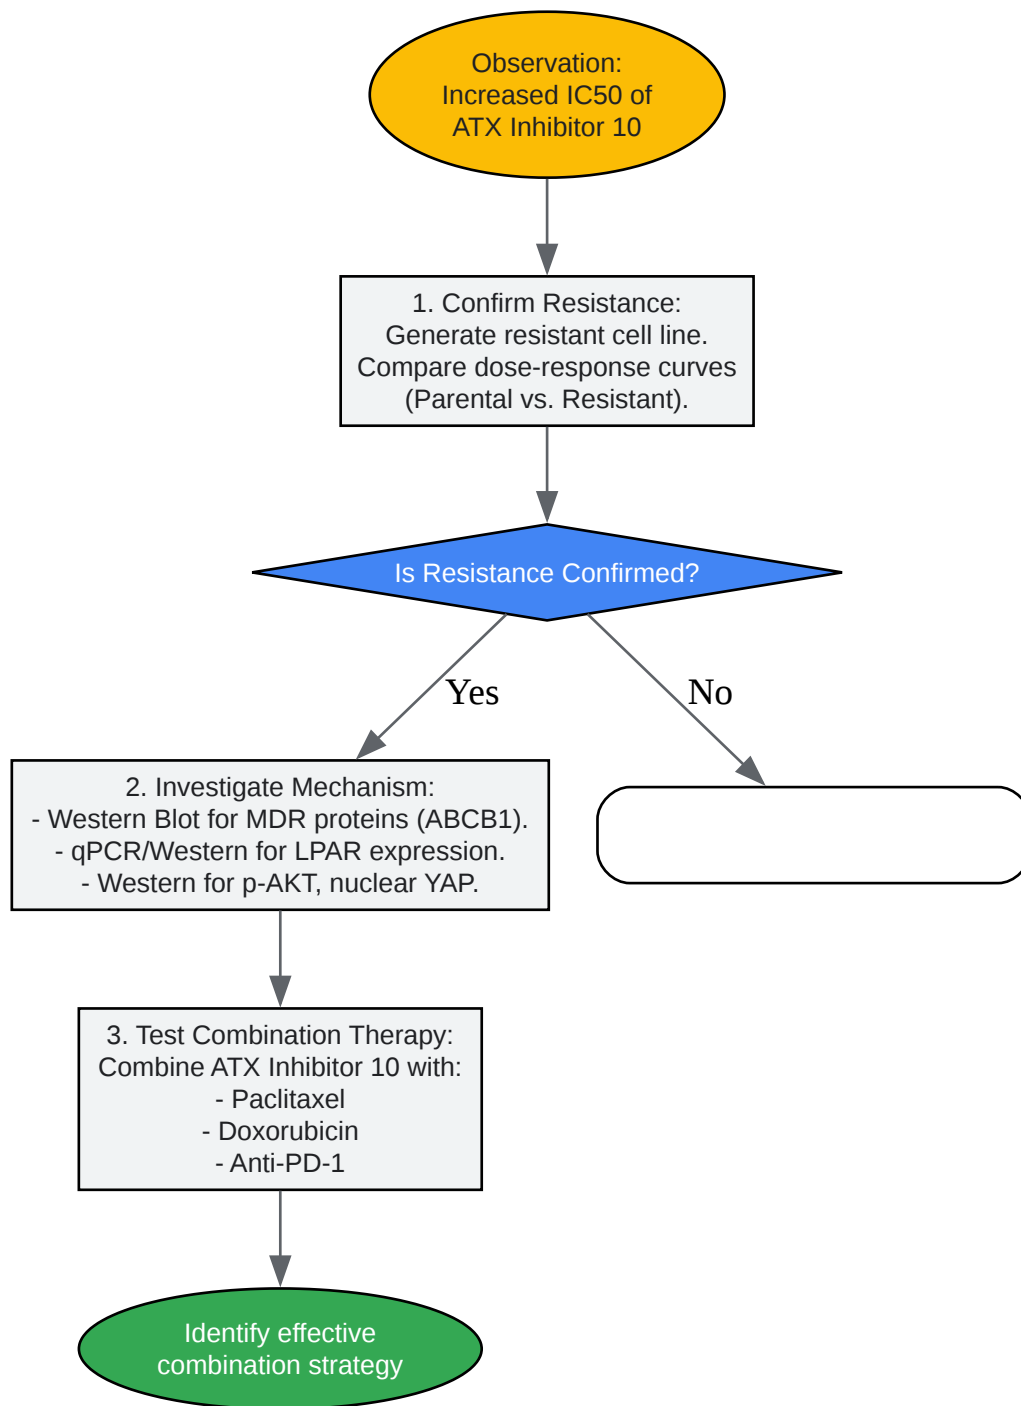 Observation:
Increased IC50 of
ATX Inhibitor 10
1. Confirm Resistance:
Generate resistant cell line.
Compare dose-response curves
(Parental vs. Resistant).
Is Resistance Confirmed?
Yes
No
2. Investigate Mechanism:
- Western Blot for MDR proteins (ABCB1).
- qPCR/Western for LPAR expression.
- Western for p-AKT, nuclear YAP.
3. Test Combination Therapy:
Combine ATX Inhibitor 10 with:
- Paclitaxel
- Doxorubicin
- Anti-PD-1
Identify effective
combination strategy